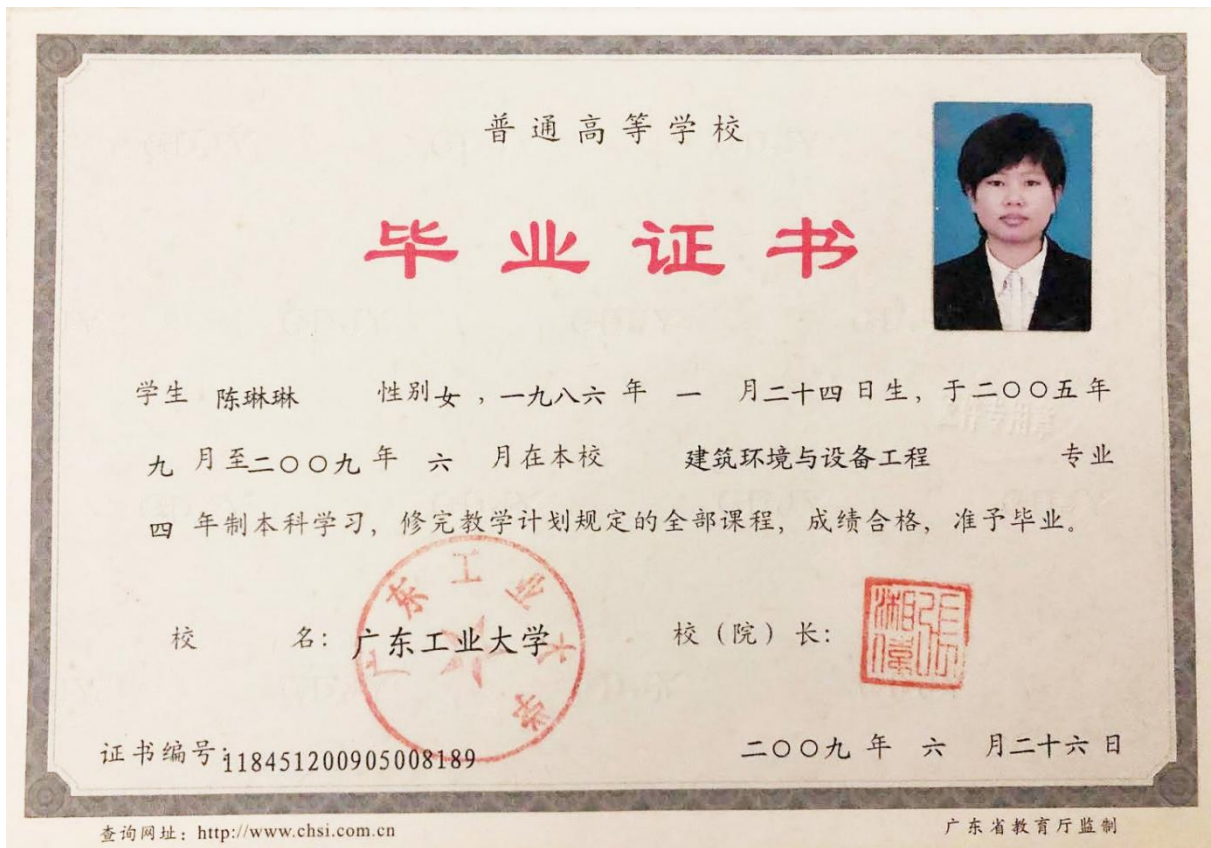 普通高等学校
毕业证书
学生 陈琳琳 性别女，一九八六年 一 月二十四日生，于二〇〇五年
九 月至二〇〇九年 六 月在本校 建筑环境与设备工程 专业
四 年制本科学习，修完教学计划规定的全部课程，成绩合格，准予毕业。
校 名：广东工业大学 校（院）长：
广东工业大学
证书编号：118451200905008189 二〇〇九年 六 月二十六日
查询网址：http://www.chsi.com.cn 广东省教育厅监制